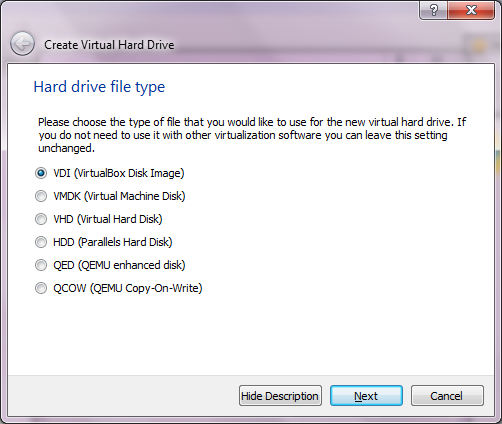 ?
Create Virtual Hard Drive
Hard drive file type
Please choose the type of file that you would like to use for the new virtual hard drive. If
you do not need to use it with other virtualization software you can leave this setting
unchanged.
VDI (VirtualBox Disk Image)
VMDK (Virtual Machine Disk)
VHD (Virtual Hard Disk)
HDD (Parallels Hard Disk)
QED (QEMU enhanced disk)
QCOW (QEMU Copy-On-Write)
Hide Description Next Cancel